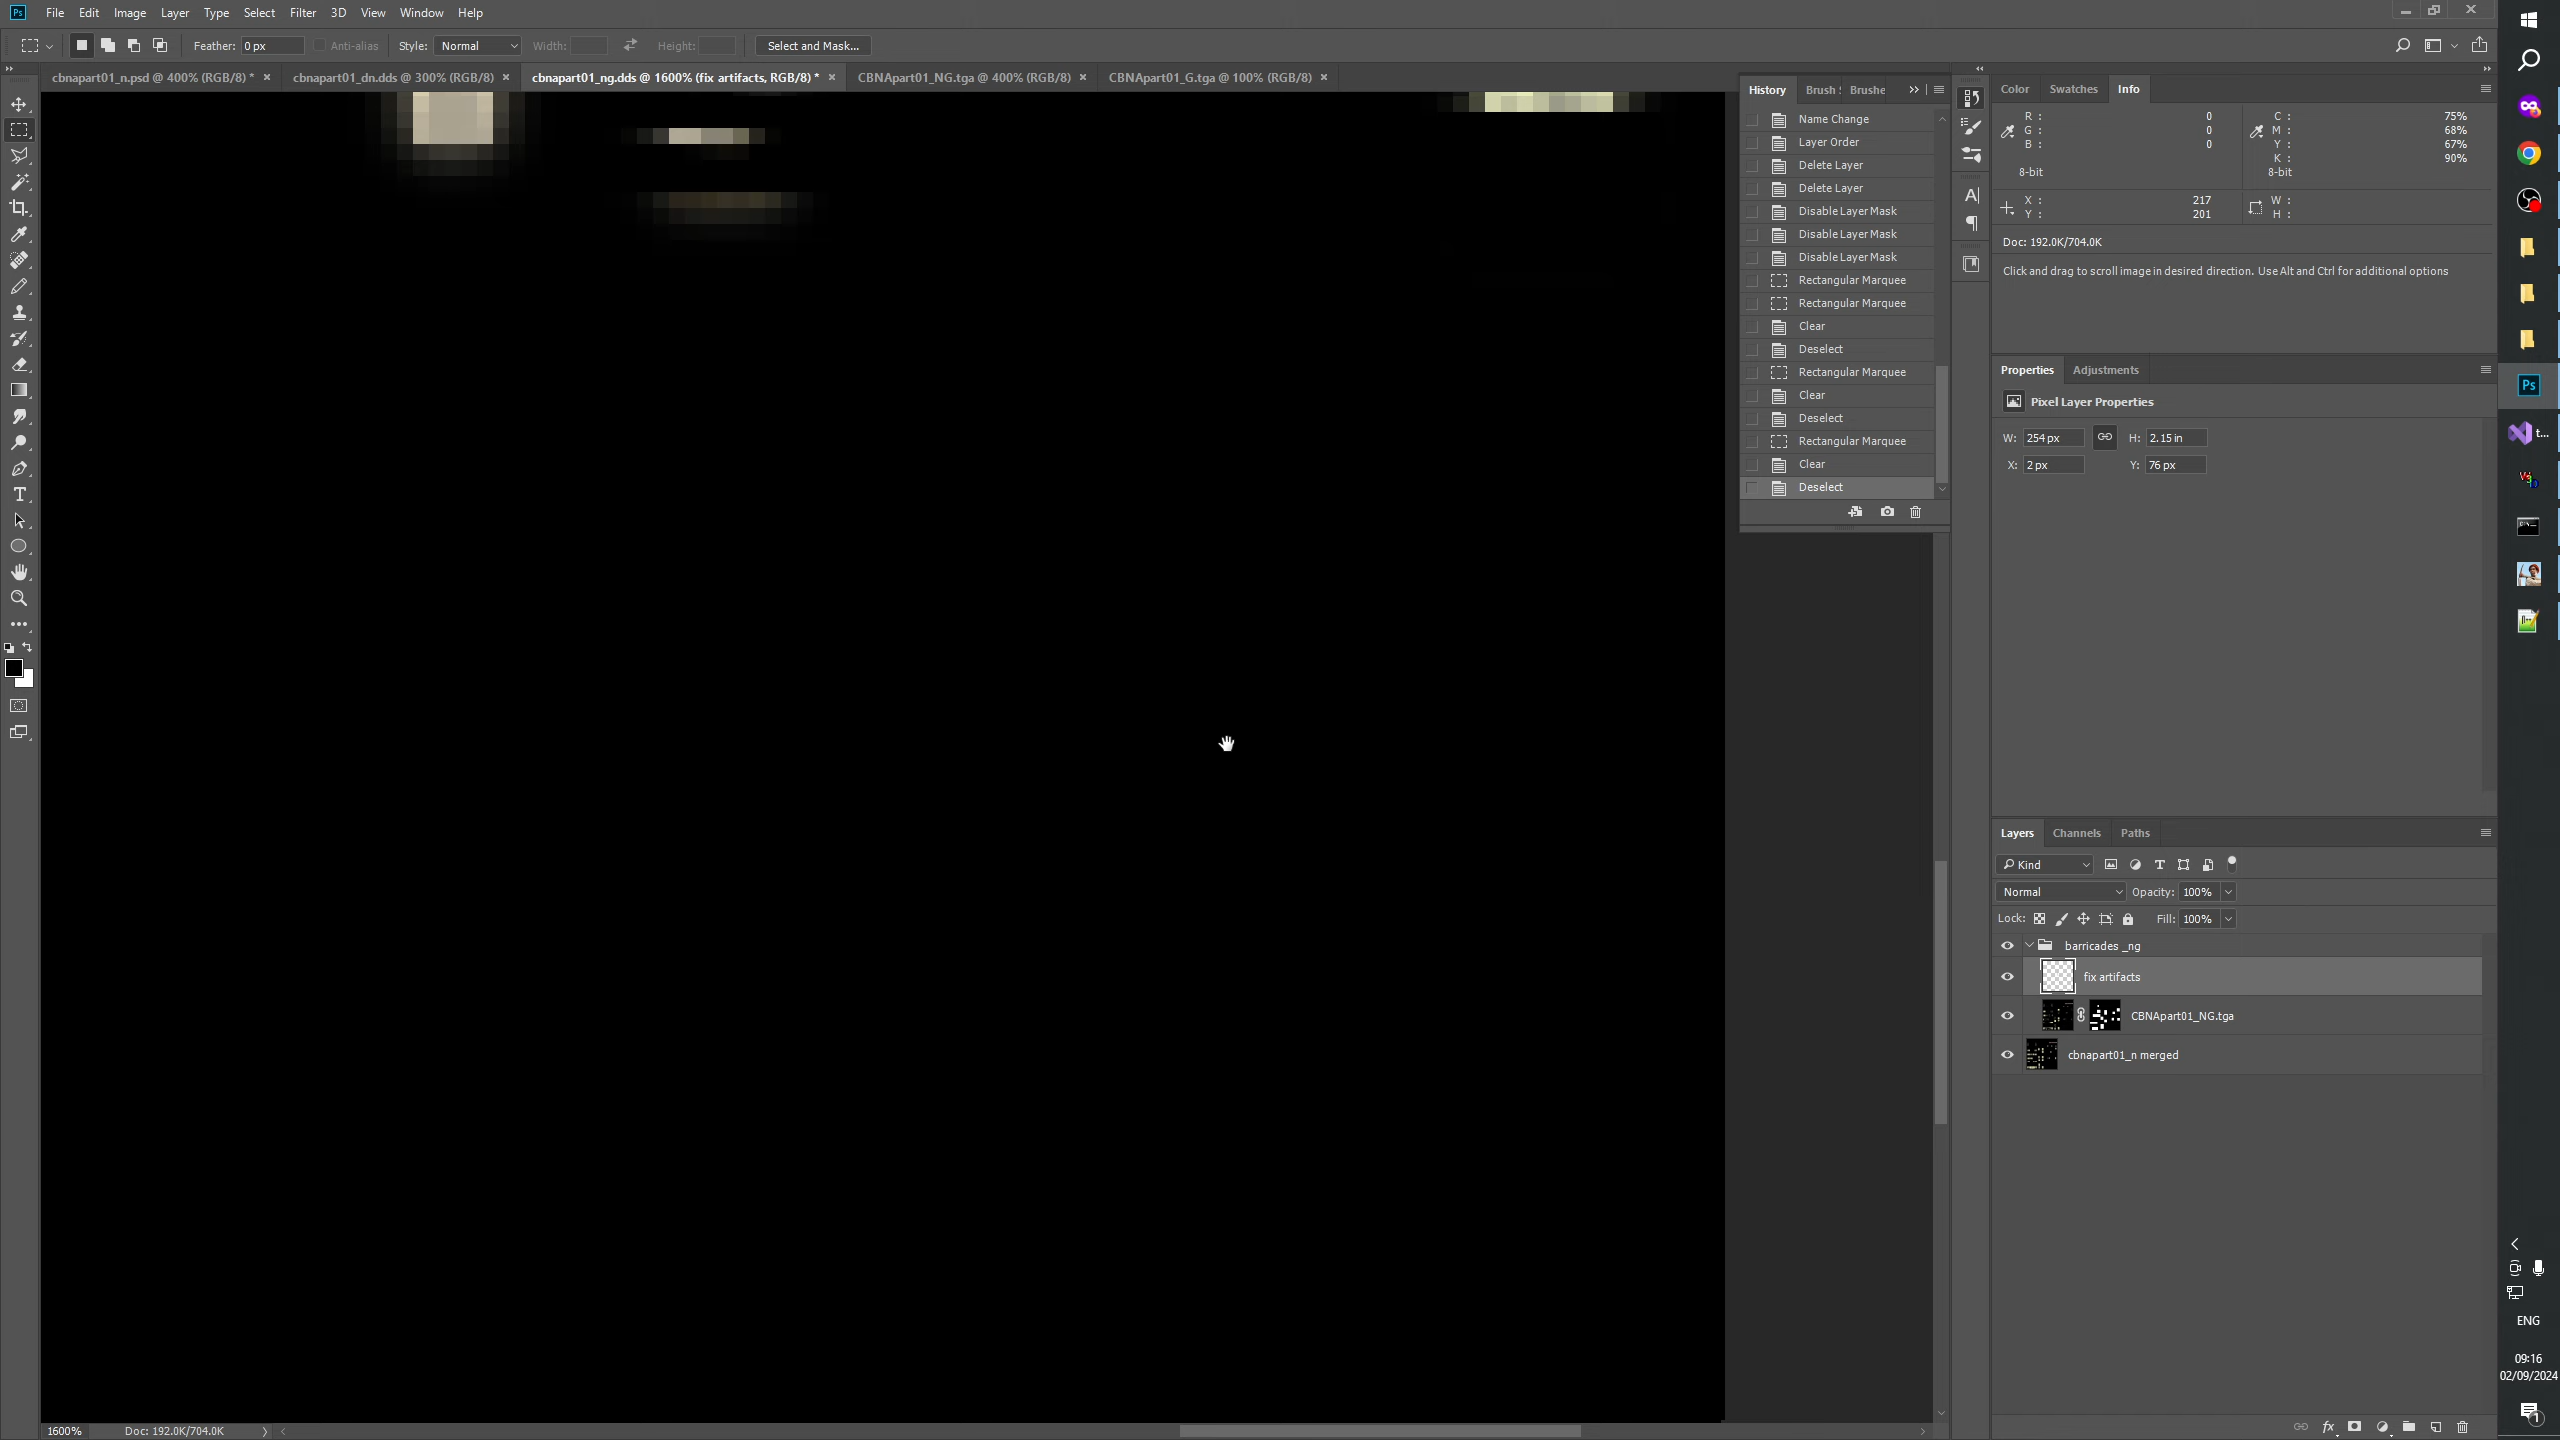 Ps File Edit Image Layer Type Select Filter 3D View Window Help
Feather: 0 px Anti-alias Style: Normal Width: Height: Select and Mask...
cbnapart01_n.psd @ 400% (RGB/8) * × cbnapart01_dn.dds @ 300% (RGB/8) × cbnapart01_ng.dds @ 1600% (fix artifacts, RGB/8) * × CBNApart01_NG.tga @ 400% (RGB/8) × CBNApart01_G.tga @ 100% (RGB/8) ×
History Brush Brushe
Name Change
Layer Order
Delete Layer
Delete Layer
Disable Layer Mask
Disable Layer Mask
Disable Layer Mask
Rectangular Marquee
Rectangular Marquee
Clear
Deselect
Rectangular Marquee
Clear
Deselect
Rectangular Marquee
Clear
Deselect
Color Swatches Info
R : 0 C : 75%
G : 0 M : 68%
B : 0 Y : 67%
K : 90%
8-bit 8-bit
X : 217 W :
Y : 201 H :
Doc: 192.0K/704.0K
Click and drag to scroll image in desired direction. Use Alt and Ctrl for additional options
Properties Adjustments
Pixel Layer Properties
W: 254 px H: 2.15 in
X: 2 px Y: 76 px
Layers Channels Paths
Kind
Normal Opacity: 100%
Lock: Fill: 100%
barricades _ng
fix artifacts
CBNApart01_NG.tga
cbnapart01_n merged
1600% Doc: 192.0K/704.0K
Ps
t...
ENG
09:16
02/09/2024
1